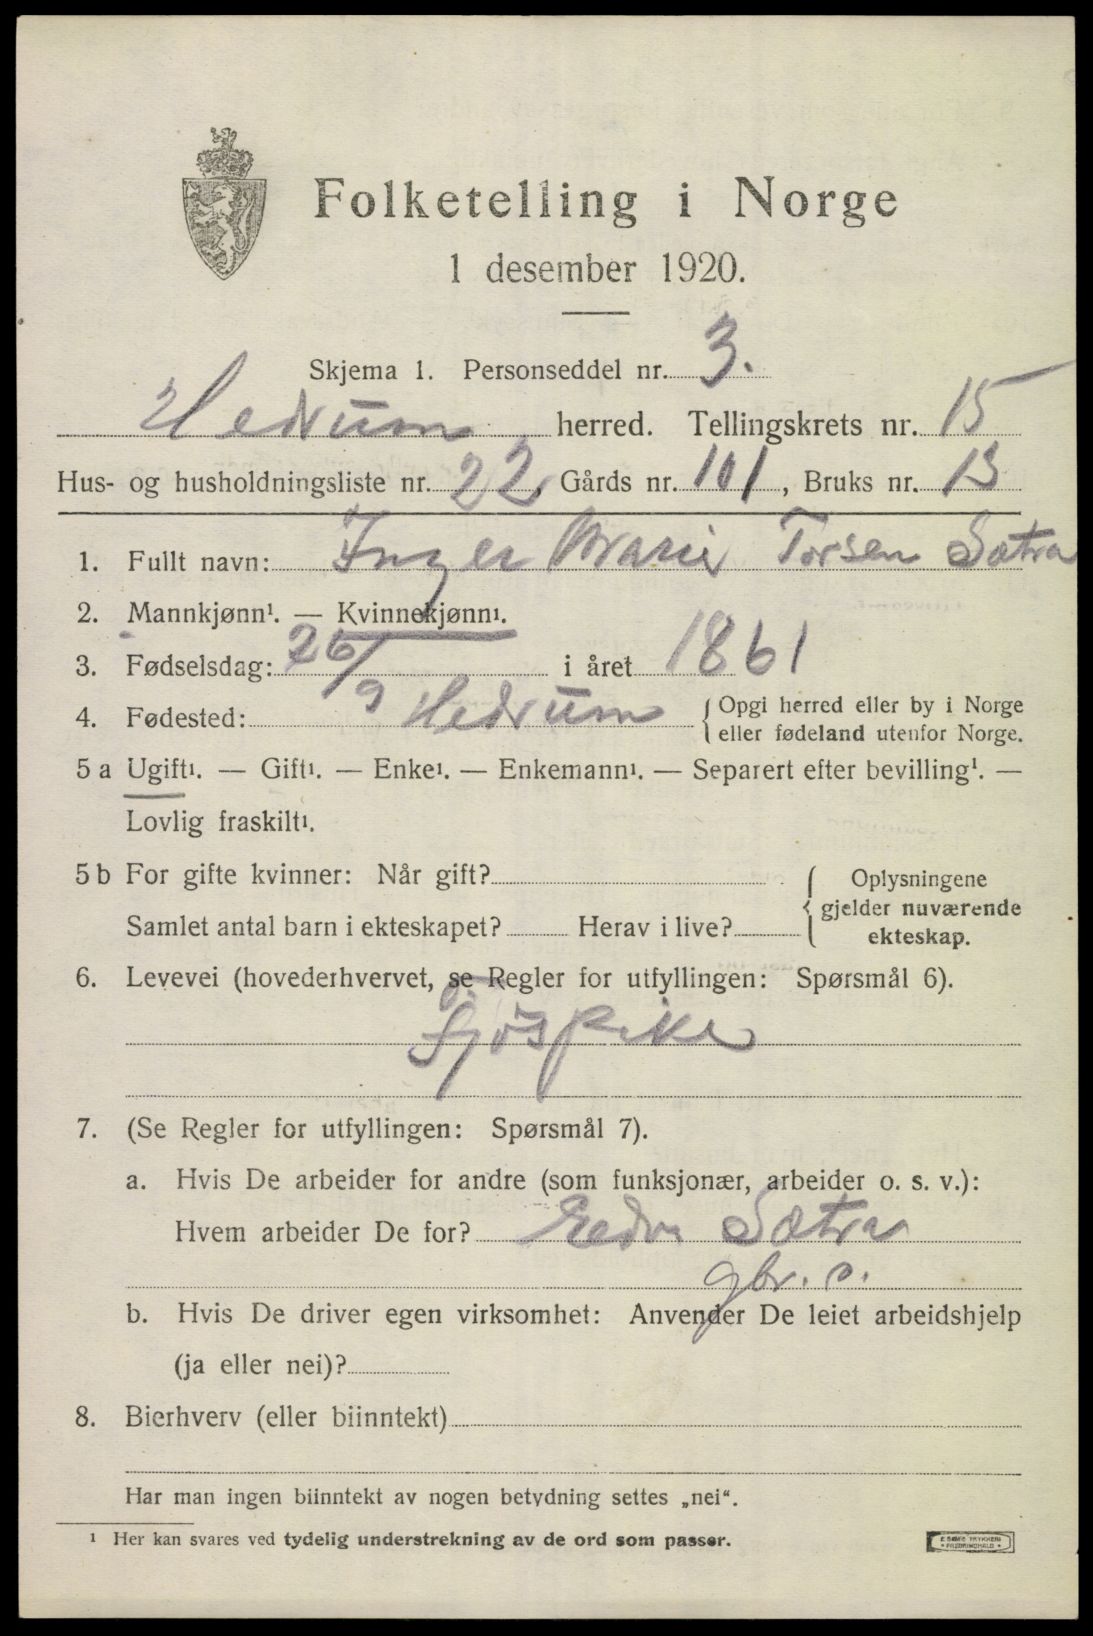 Folketelling i Norge
1 desember 1920.
Skjema 1. Personseddel nr. 3.
Hedrum herred. Tellingskrets nr. 15
Hus- og husholdningsliste nr. 22, Gårds nr. 101, Bruks nr. 13
1. Fullt navn: Inger Marie Torsen Sætra
2. Mannkjønn¹. — Kvinnekjønn¹.
3. Fødselsdag: 26/9 i året 1861
4. Fødested: Hedrum { Opgi herred eller by i Norge
eller fødeland utenfor Norge.
5 a Ugift¹. — Gift¹. — Enke¹. — Enkemann¹. — Separert efter bevilling¹. —
Lovlig fraskilt¹.
5 b For gifte kvinner: Når gift? { Oplysningene
gjelder nuværende
Samlet antal barn i ekteskapet? Herav i live? ekteskap.
6. Levevei (hovederhvervet, se Regler for utfyllingen: Spørsmål 6).
Fjøspike
7. (Se Regler for utfyllingen: Spørsmål 7).
a. Hvis De arbeider for andre (som funksjonær, arbeider o. s. v.):
Hvem arbeider De for? Sætra
gbr.
b. Hvis De driver egen virksomhet: Anvender De leiet arbeidshjelp
(ja eller nei)?
8. Bierhverv (eller biinntekt)
Har man ingen biinntekt av nogen betydning settes „nei“.
¹ Her kan svares ved tydelig understrekning av de ord som passer.